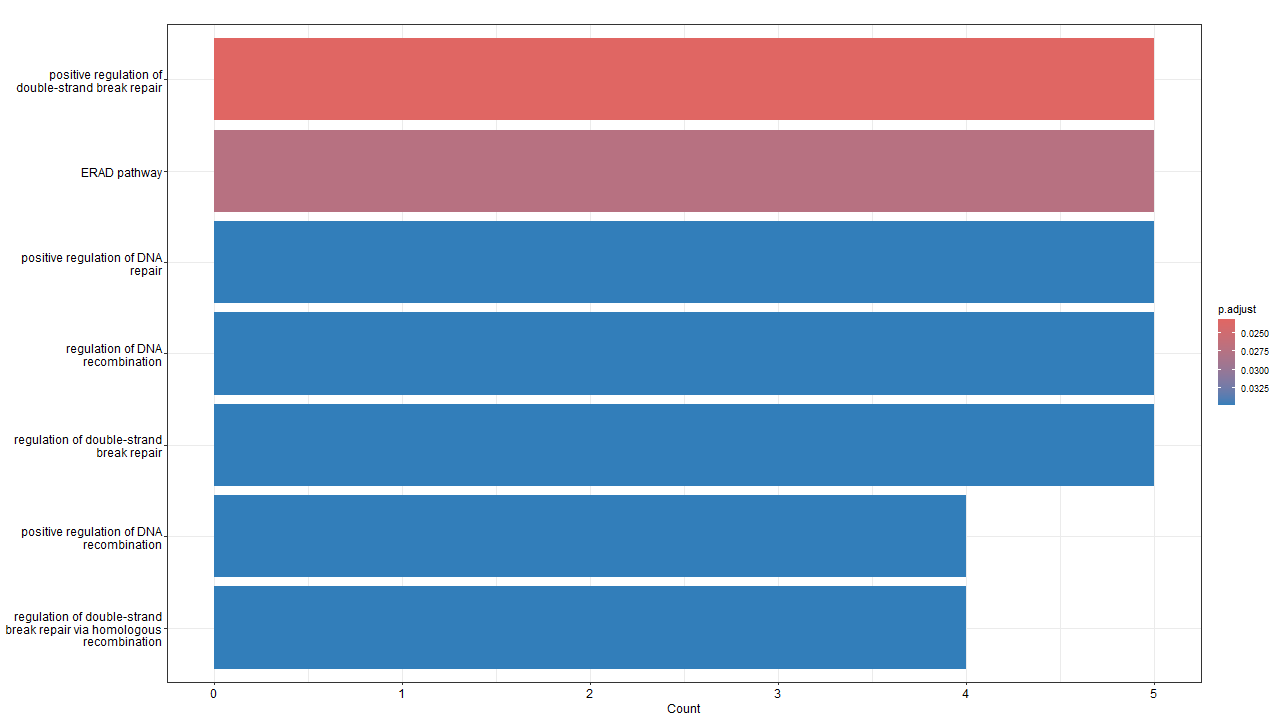 positive regulation of
double-strand break repair
ERAD pathway
positive regulation of DNA
repair
regulation of DNA
recombination
regulation of double-strand
break repair
positive regulation of DNA
recombination
regulation of double-strand
break repair via homologous
recombination
0 1 2 3 4 5
Count
p.adjust
0.0250
0.0275
0.0300
0.0325